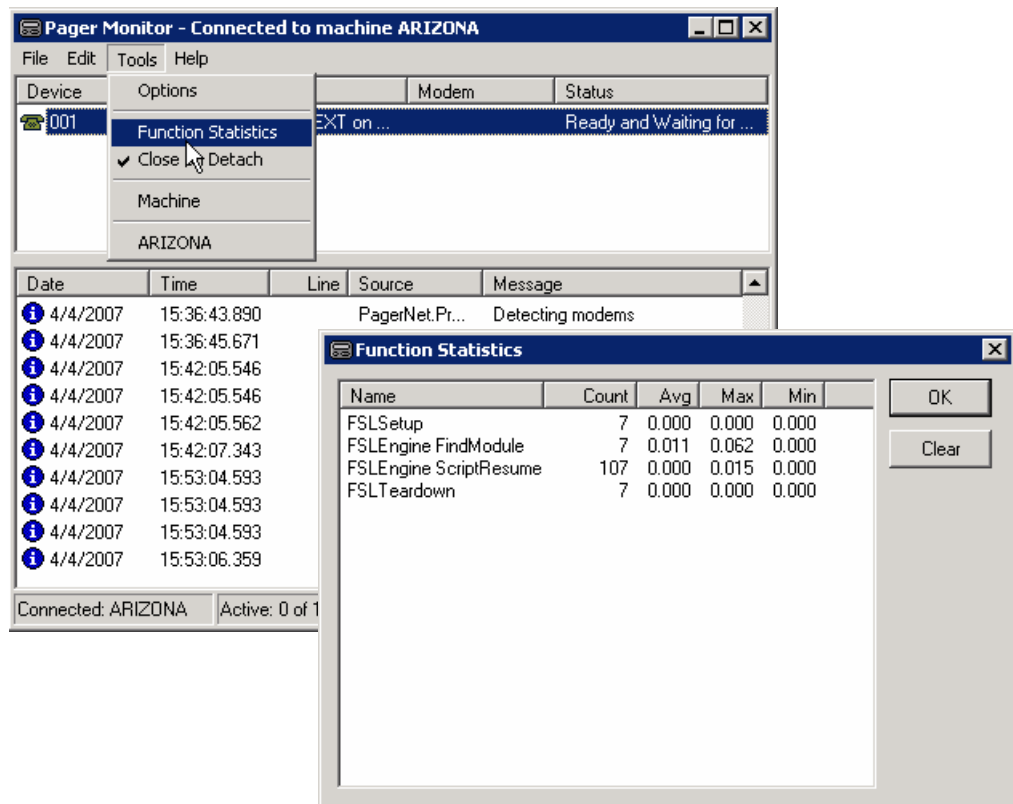 Pager Monitor - Connected to machine ARIZONA
File Edit Tools Help
Device Modem Status
001 EXT on ... Ready and Waiting for ...
Options
Function Statistics
Close Detach
Machine
ARIZONA
Date Time Line Source Message
4/4/2007 15:36:43.890 PagerNet.Pr... Detecting modems
4/4/2007 15:36:45.671
4/4/2007 15:42:05.546
4/4/2007 15:42:05.546
4/4/2007 15:42:05.562
4/4/2007 15:42:07.343
4/4/2007 15:53:04.593
4/4/2007 15:53:04.593
4/4/2007 15:53:04.593
4/4/2007 15:53:06.359
Connected: ARIZONA Active: 0 of 1
Function Statistics
Name Count Avg Max Min
FSLSetup 7 0.000 0.000 0.000
FSLEngine FindModule 7 0.011 0.062 0.000
FSLEngine ScriptResume 107 0.000 0.015 0.000
FSLTeardown 7 0.000 0.000 0.000
OK
Clear